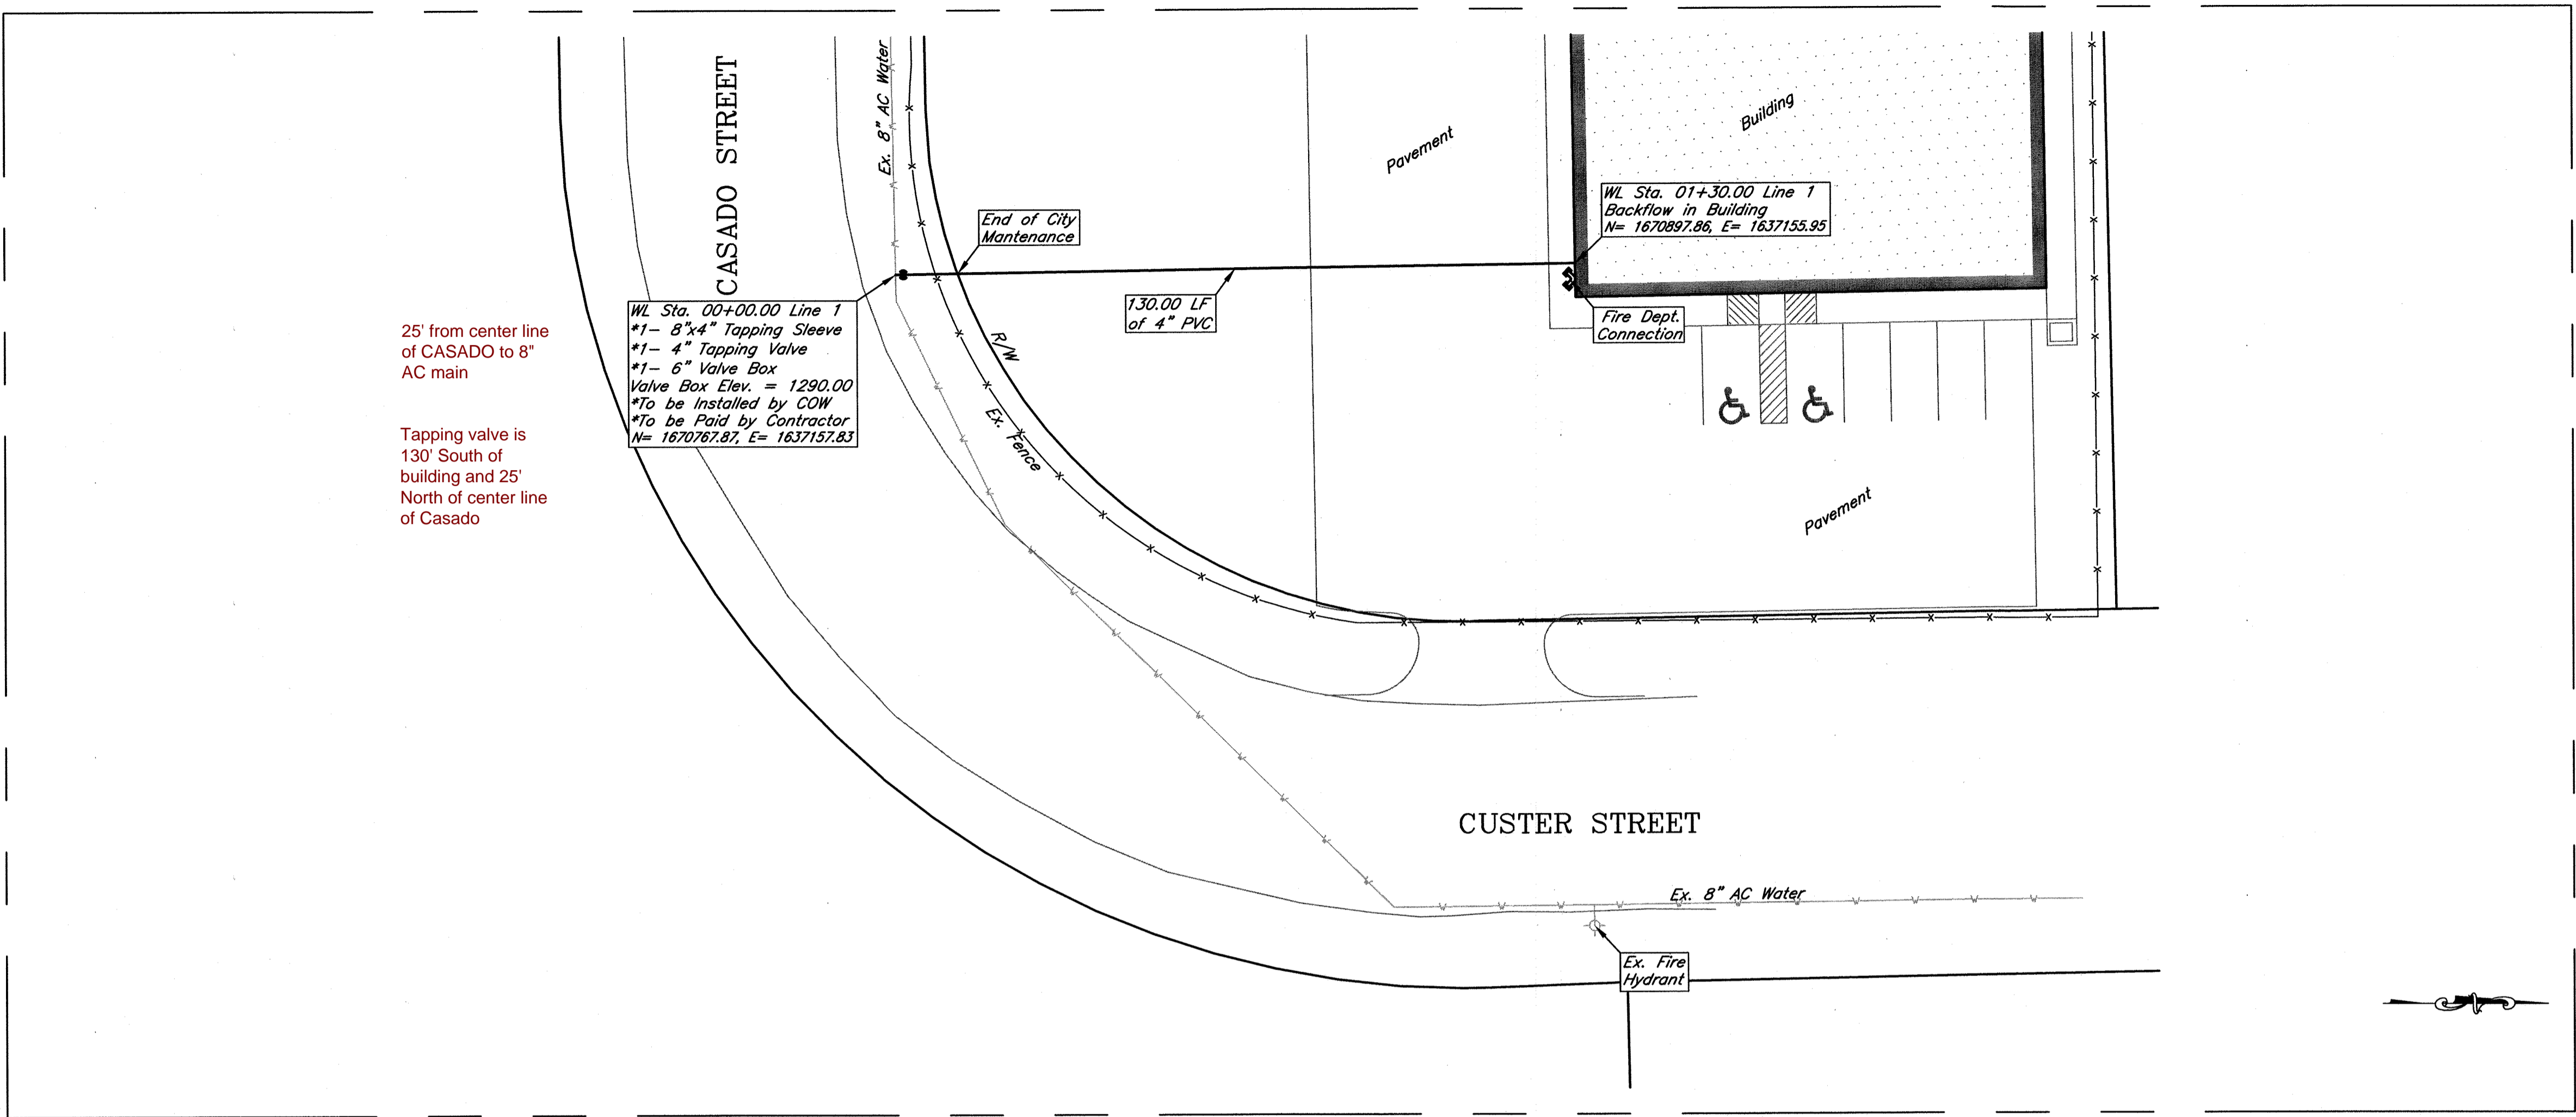 CASADO STREET
Ex. 8" AC Water
Pavement
Building
End of City
Mantenance
WL Sta. 01+30.00 Line 1
Backflow in Building
N= 1670897.86, E= 1637155.95
WL Sta. 00+00.00 Line 1
*1- 8"x4" Tapping Sleeve
*1- 4" Tapping Valve
*1- 6" Valve Box
Valve Box Elev. = 1290.00
*To be Installed by COW
*To be Paid by Contractor
N= 1670767.87, E= 1637157.83
130.00 LF
of 4" PVC
Fire Dept.
Connection
25' from center line
of CASADO to 8"
AC main
Tapping valve is
130' South of
building and 25'
North of center line
of Casado
R/W
Ex. Fence
Pavement
CUSTER STREET
Ex. 8" AC Water
Ex. Fire
Hydrant